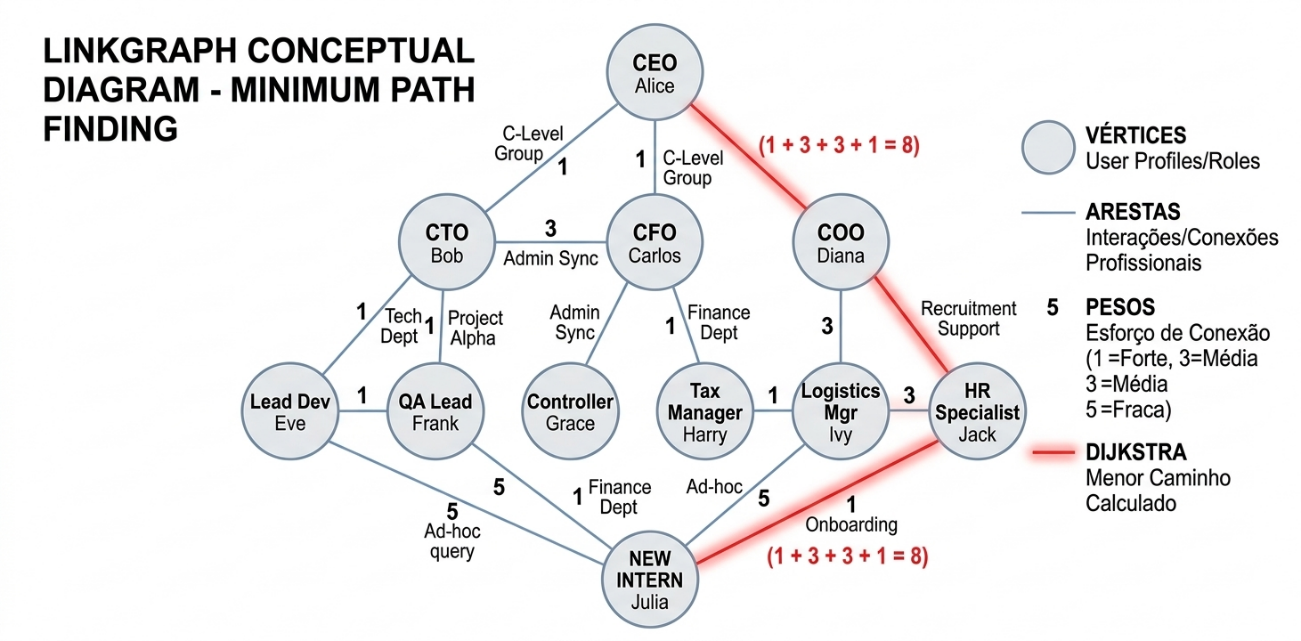 LINKGRAPH CONCEPTUAL
DIAGRAM - MINIMUM PATH
FINDING
CEO
Alice
C-Level
Group
1
1
C-Level
Group
(1 + 3 + 3 + 1 = 8)
CTO
Bob
3
Admin Sync
CFO
Carlos
COO
Diana
1
Tech
Dept
1
Project
Alpha
Admin
Sync
1
Finance
Dept
3
Recruitment
Support
Lead Dev
Eve
1
QA Lead
Frank
Controller
Grace
Tax
Manager
Harry
1
Logistics
Mgr
Ivy
3
HR
Specialist
Jack
5
Ad-hoc
query
5
1
Finance
Dept
Ad-hoc
5
1
Onboarding
(1 + 3 + 3 + 1 = 8)
NEW
INTERN
Julia
VÉRTICES
User Profiles/Roles
ARESTAS
Interações/Conexões
Profissionais
5 PESOS
Esforço de Conexão
(1 =Forte, 3=Média
3 =Média
5 =Fraca)
DIJKSTRA
Menor Caminho
Calculado